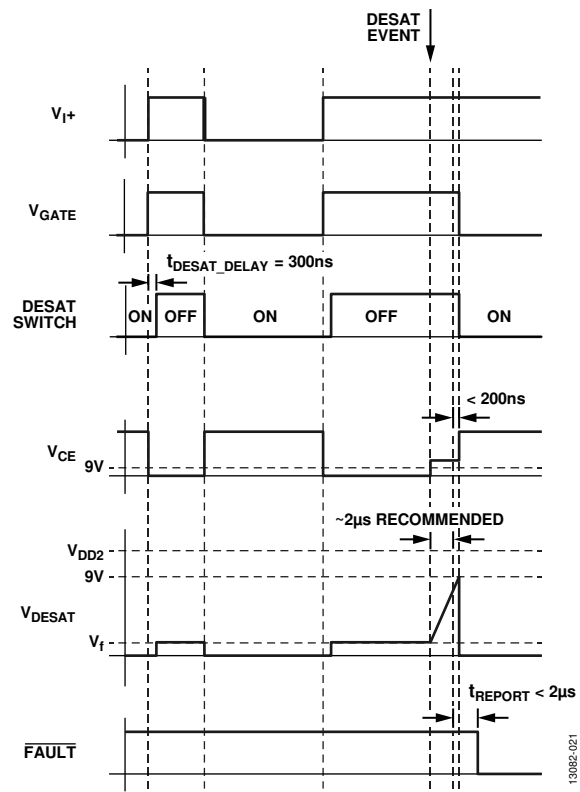 DESAT
EVENT
VI+
VGATE
tDESAT_DELAY = 300ns
DESAT
SWITCH
ON
OFF
ON
OFF
ON
< 200ns
VCE
9V
~2µs RECOMMENDED
VDD2
9V
VDESAT
Vf
tREPORT < 2µs
FAULT
13082-021